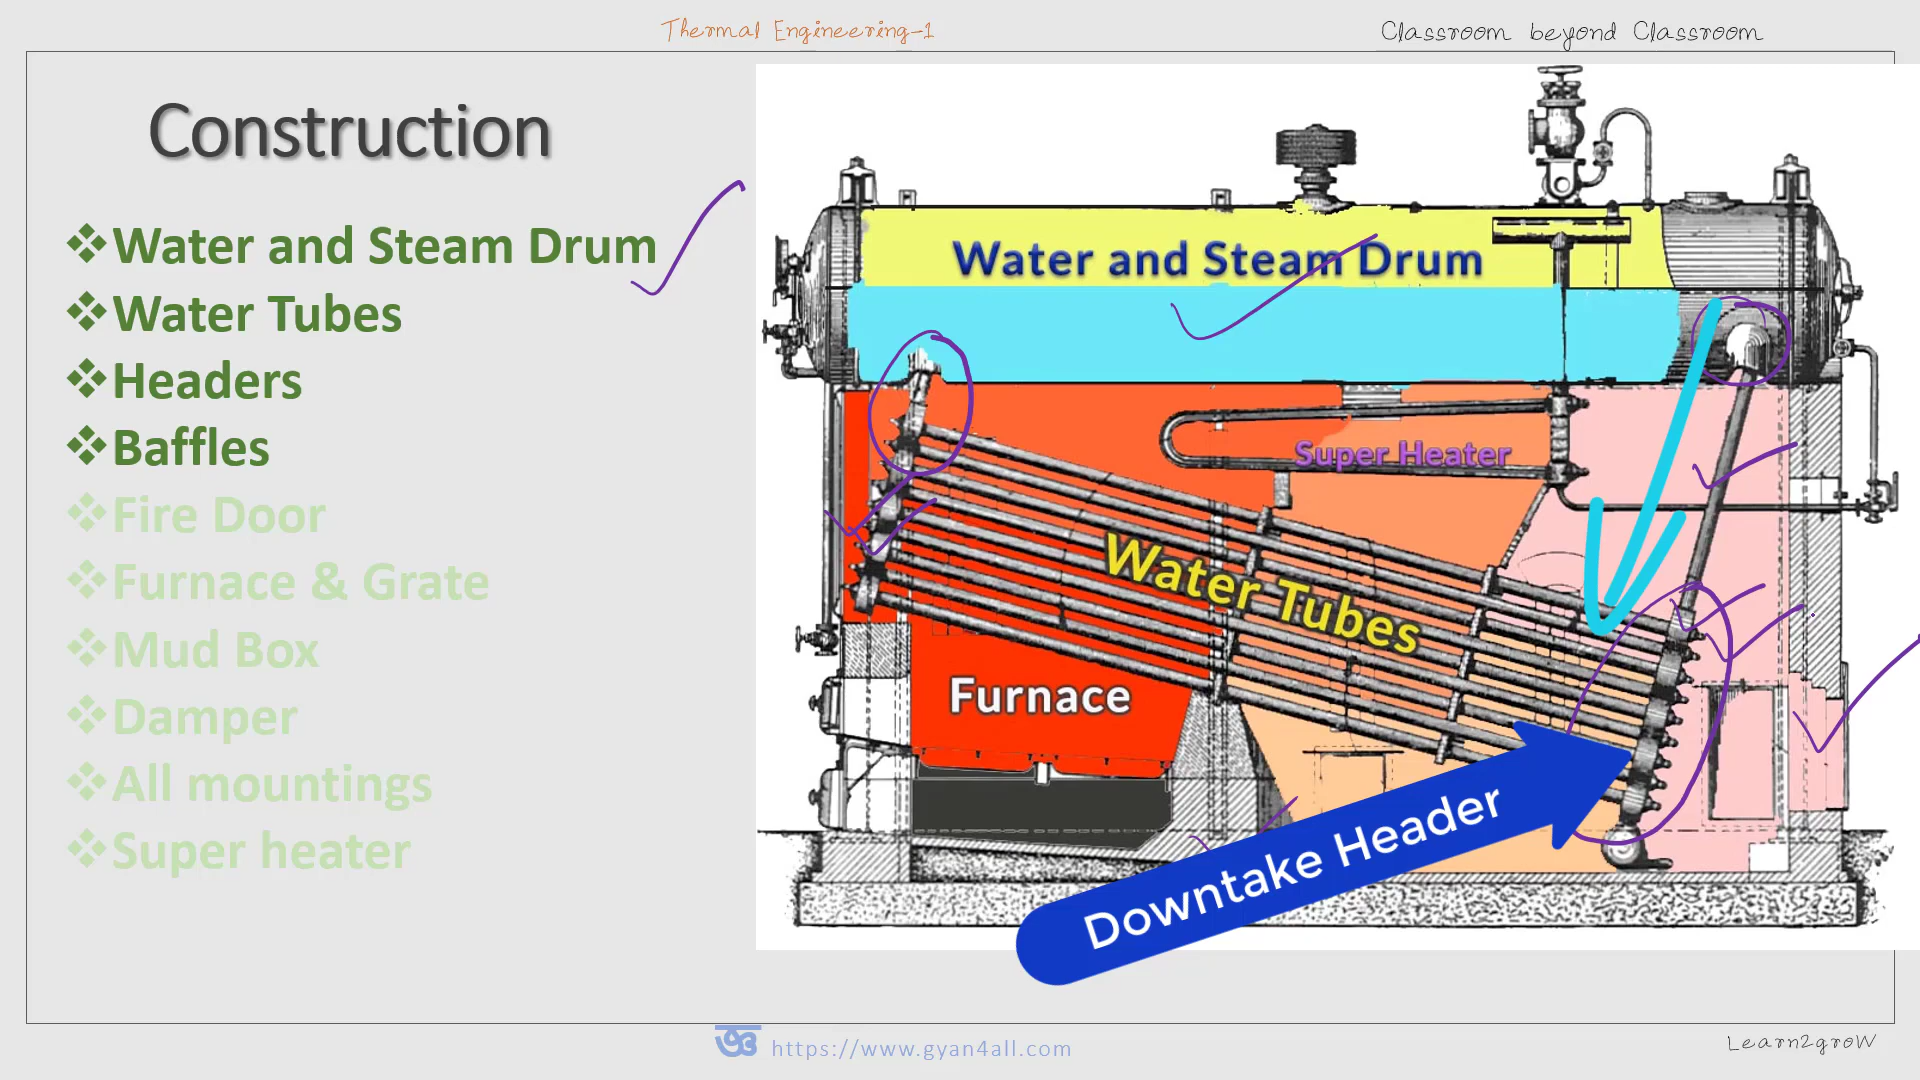 Thermal Engineering-1
Classroom beyond Classroom
Construction
Water and Steam Drum
Water Tubes
Headers
Baffles
Fire Door
Furnace & Grate
Mud Box
Damper
All mountings
Super heater
Water and Steam Drum
Super Heater
Water Tubes
Furnace
Downtake Header
https://www.gyan4all.com
Learn2groW